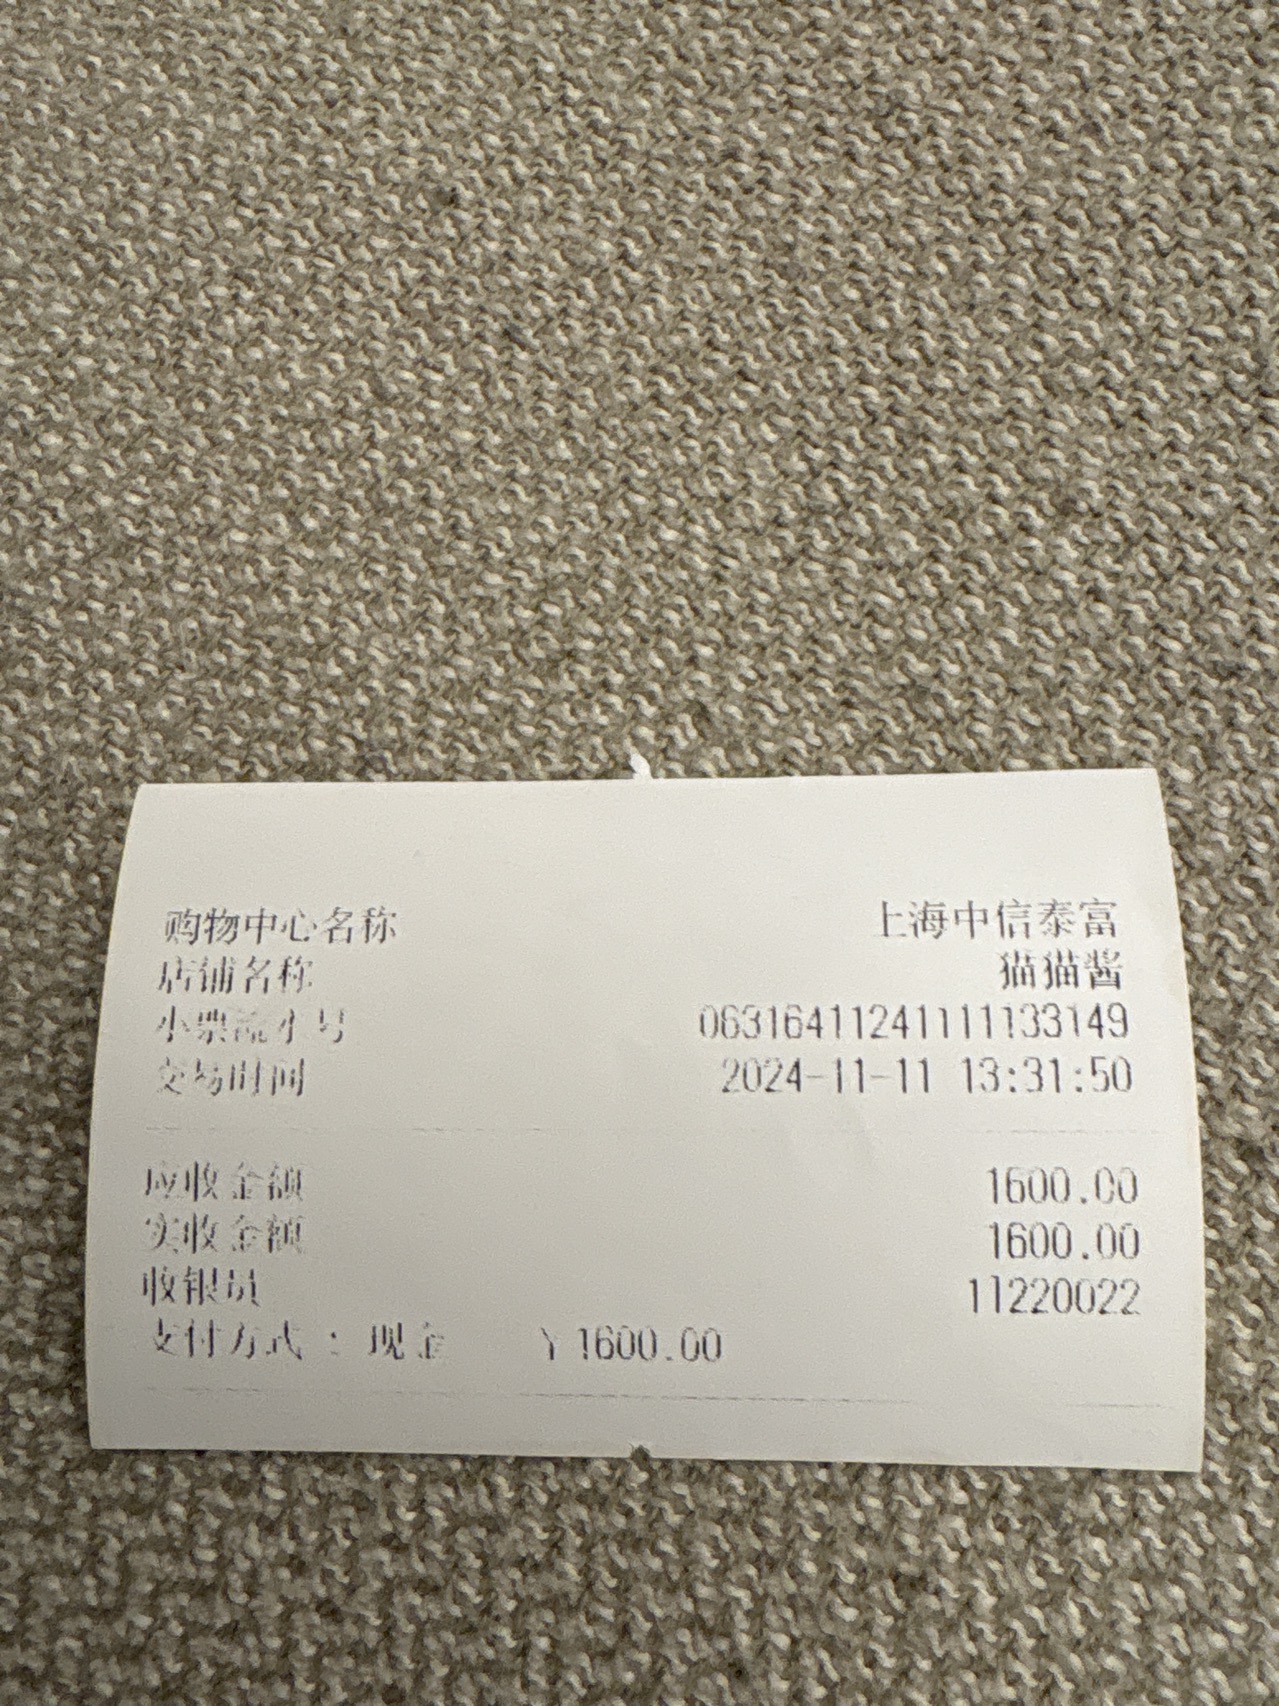 购物中心名称 上海中信泰富
店铺名称 猫猫酱
小票流水号 06316411241111133149
交易时间 2024-11-11 13:31:50
应收金额 1600.00
实收金额 1600.00
收银员 11220022
支付方式 : 现金 ¥1600.00